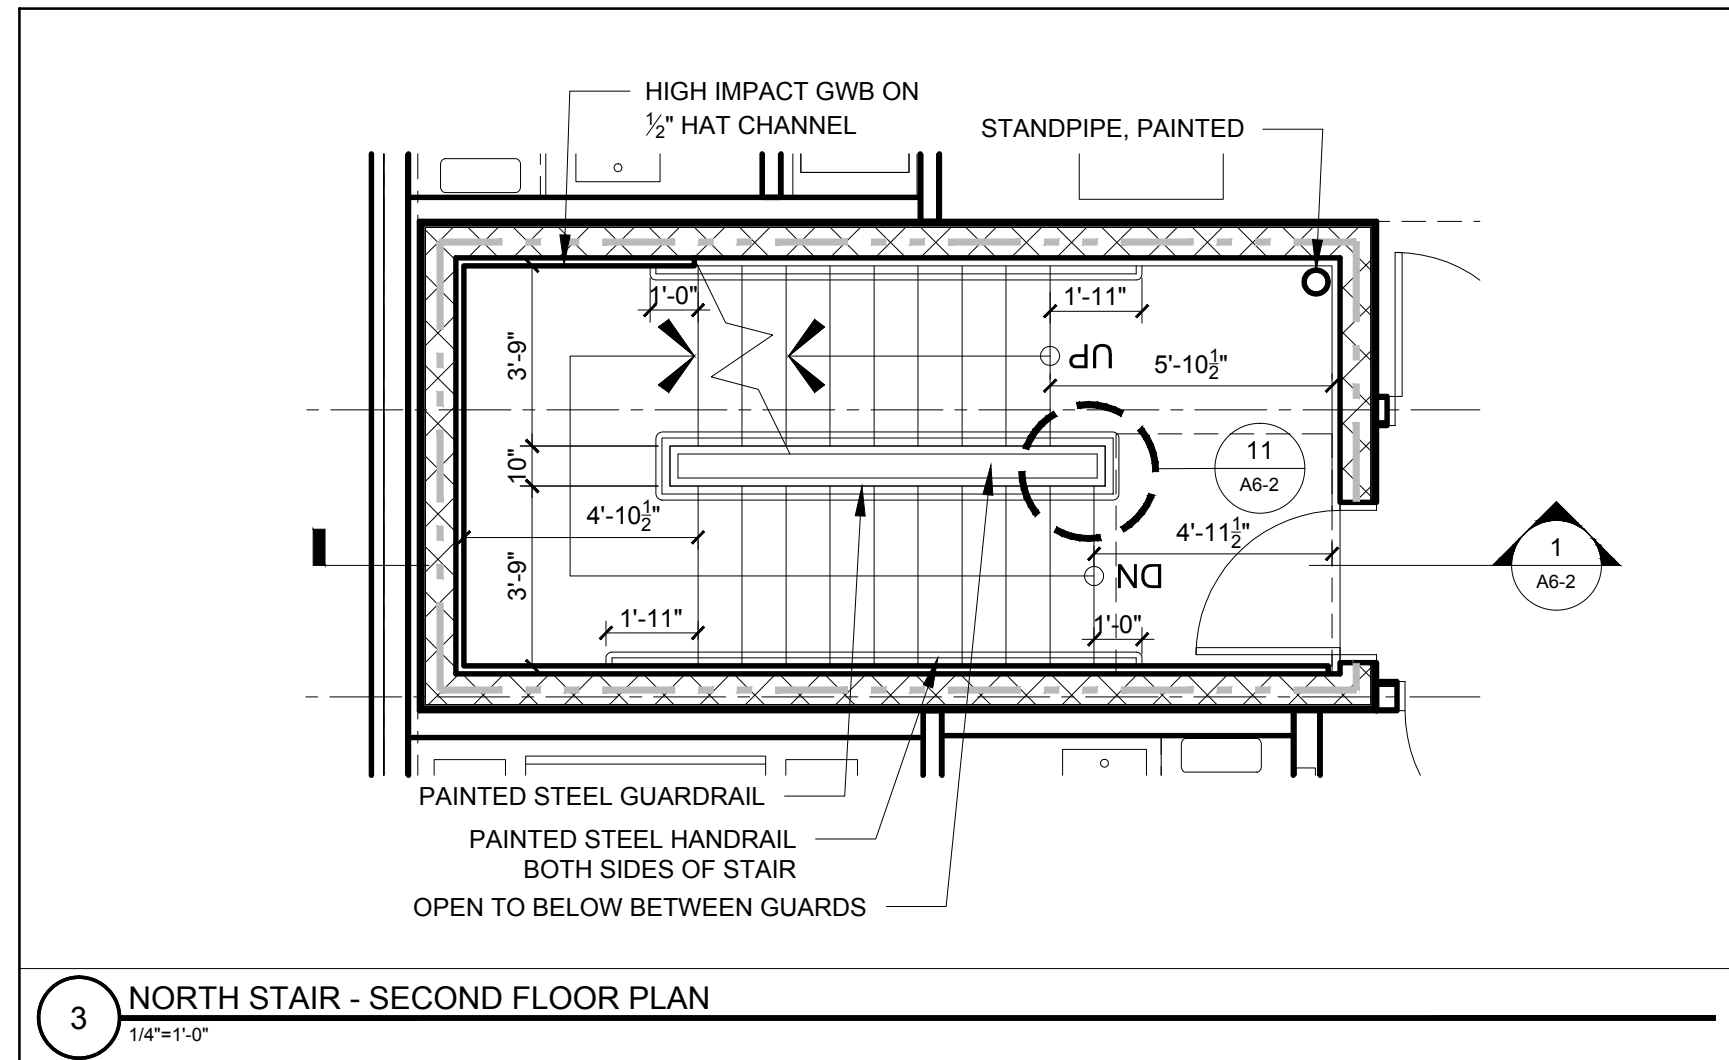 HIGH IMPACT GWB ON
½" HAT CHANNEL
STANDPIPE, PAINTED
1'-0"
1'-11"
3'-9"
UP
5'-10½"
10"
11
A6-2
4'-10½"
4'-11½"
1
A6-2
3'-9"
DN
1'-11"
1'-0"
PAINTED STEEL GUARDRAIL
PAINTED STEEL HANDRAIL
BOTH SIDES OF STAIR
OPEN TO BELOW BETWEEN GUARDS
3
NORTH STAIR - SECOND FLOOR PLAN
1/4"=1'-0"